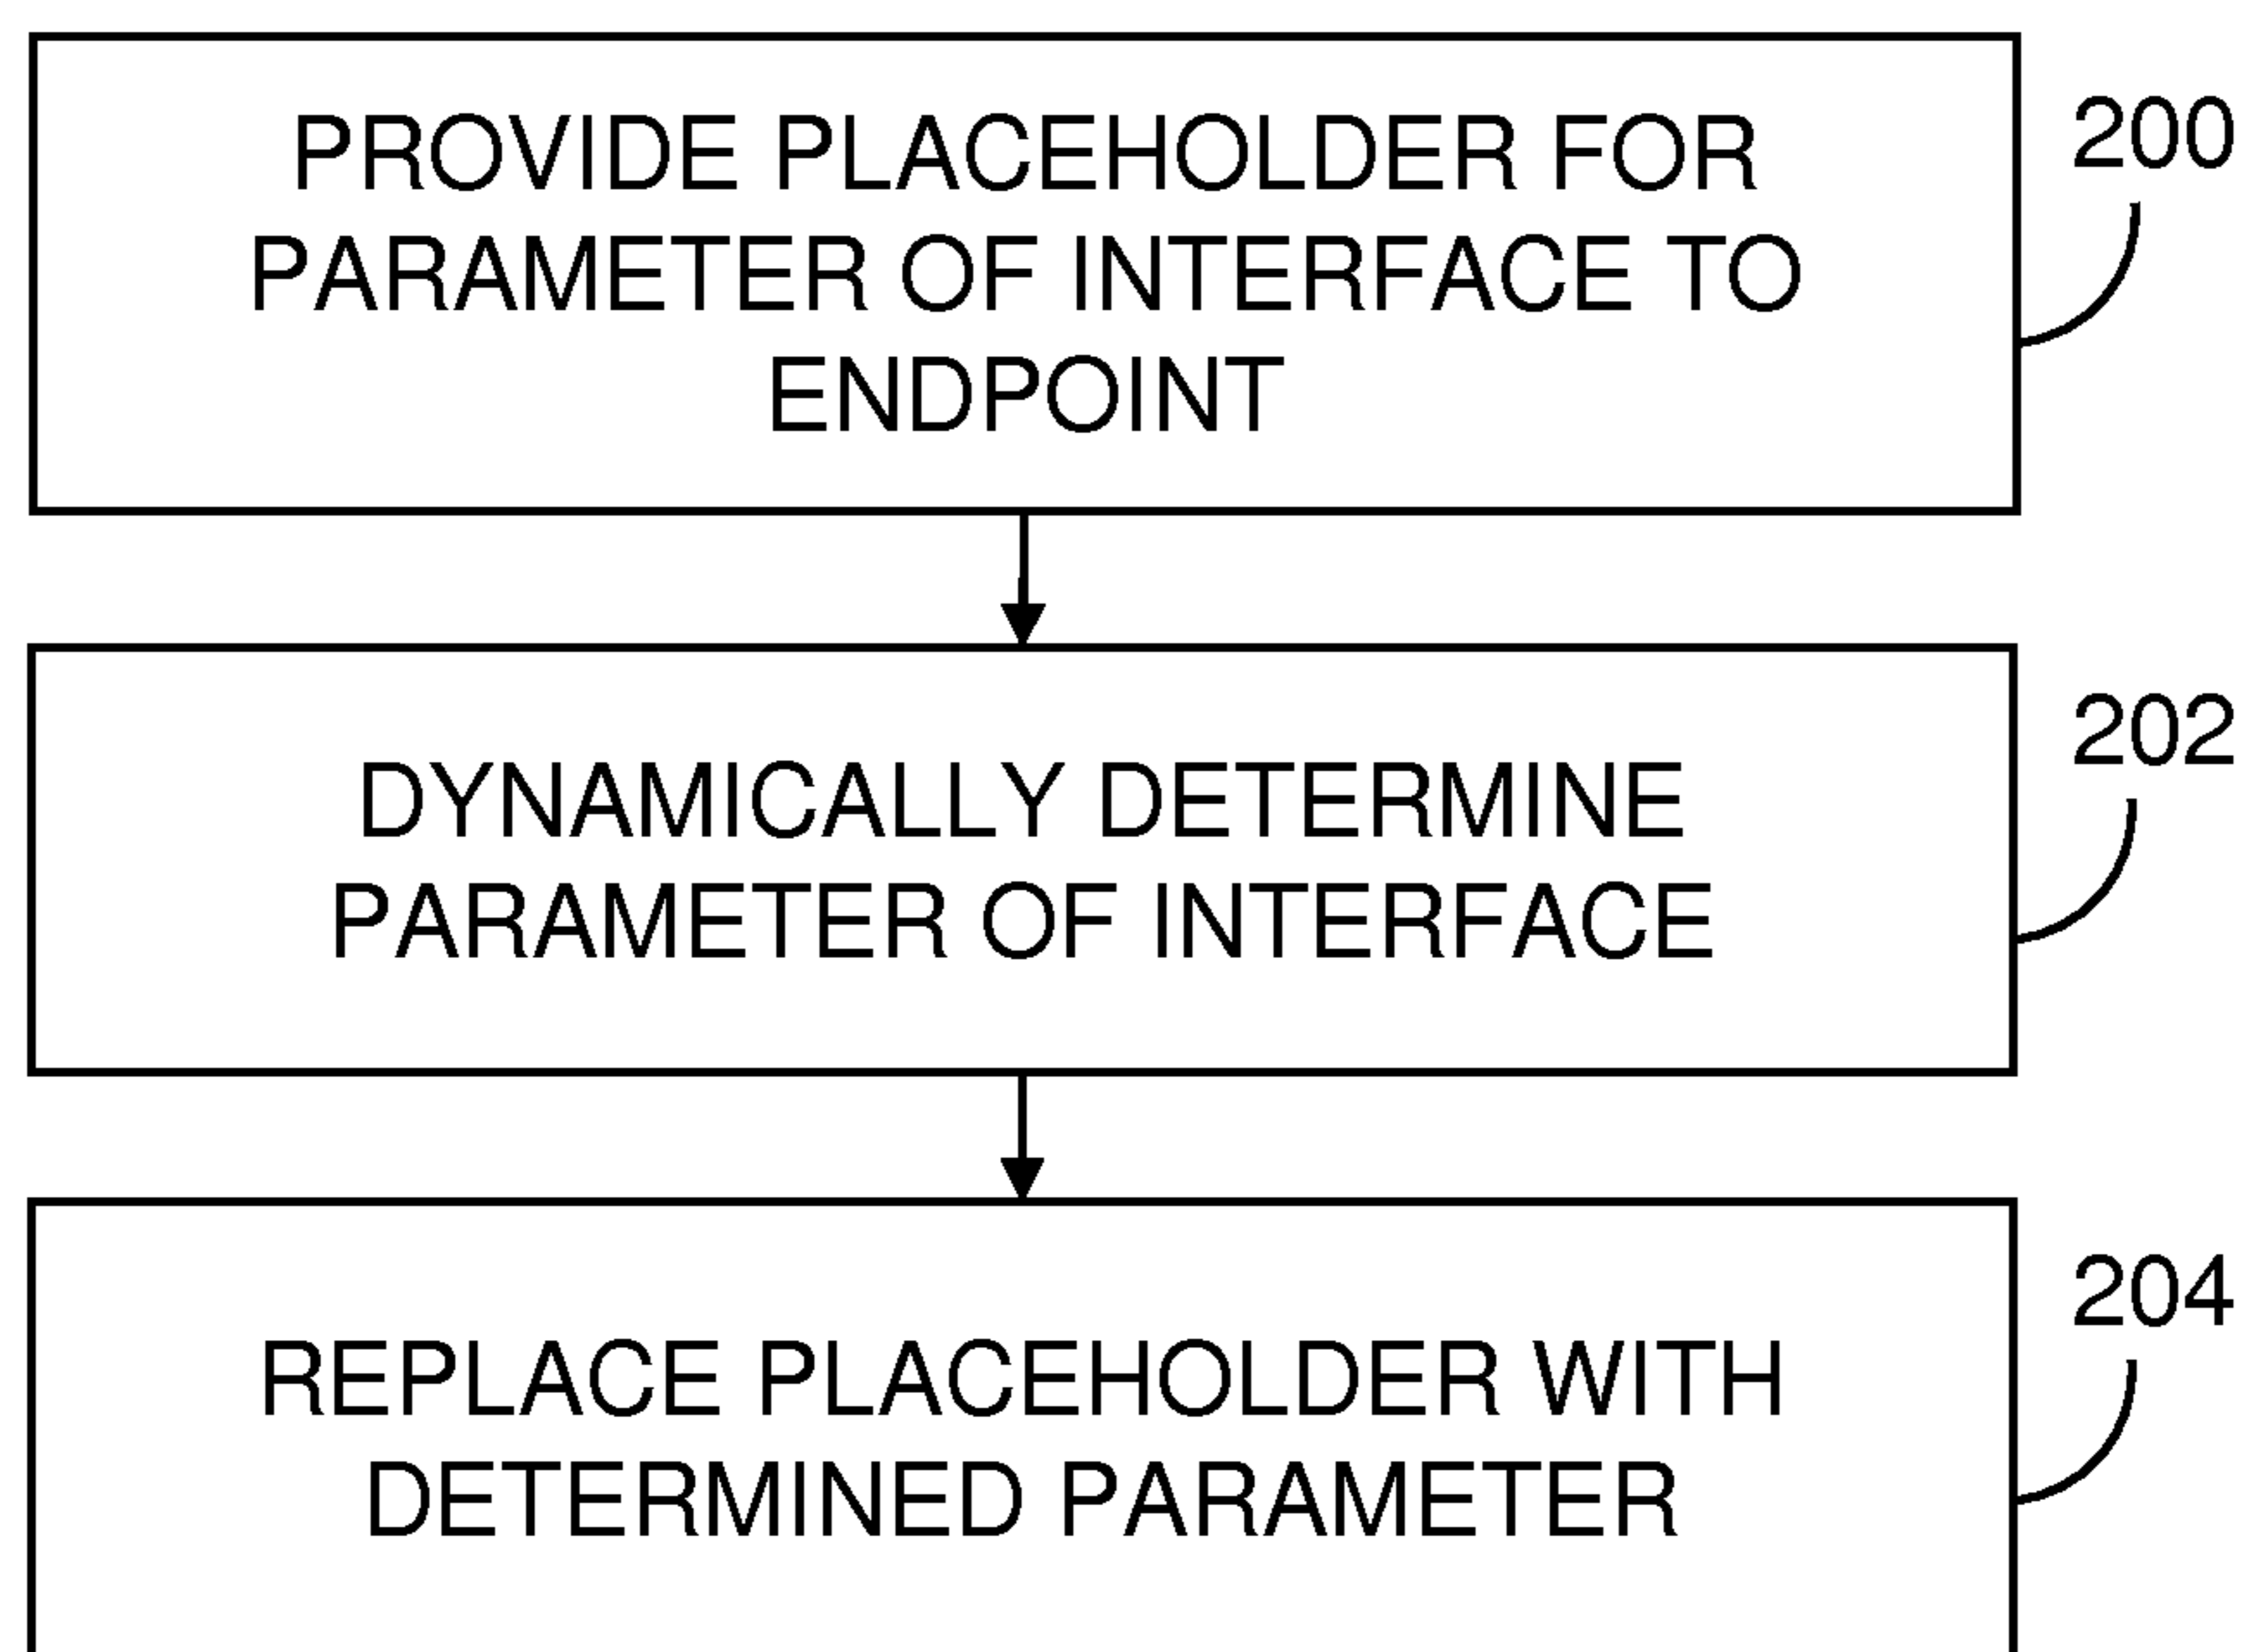 PROVIDE PLACEHOLDER FOR
PARAMETER OF INTERFACE TO
ENDPOINT
200
DYNAMICALLY DETERMINE
PARAMETER OF INTERFACE
202
REPLACE PLACEHOLDER WITH
DETERMINED PARAMETER
204